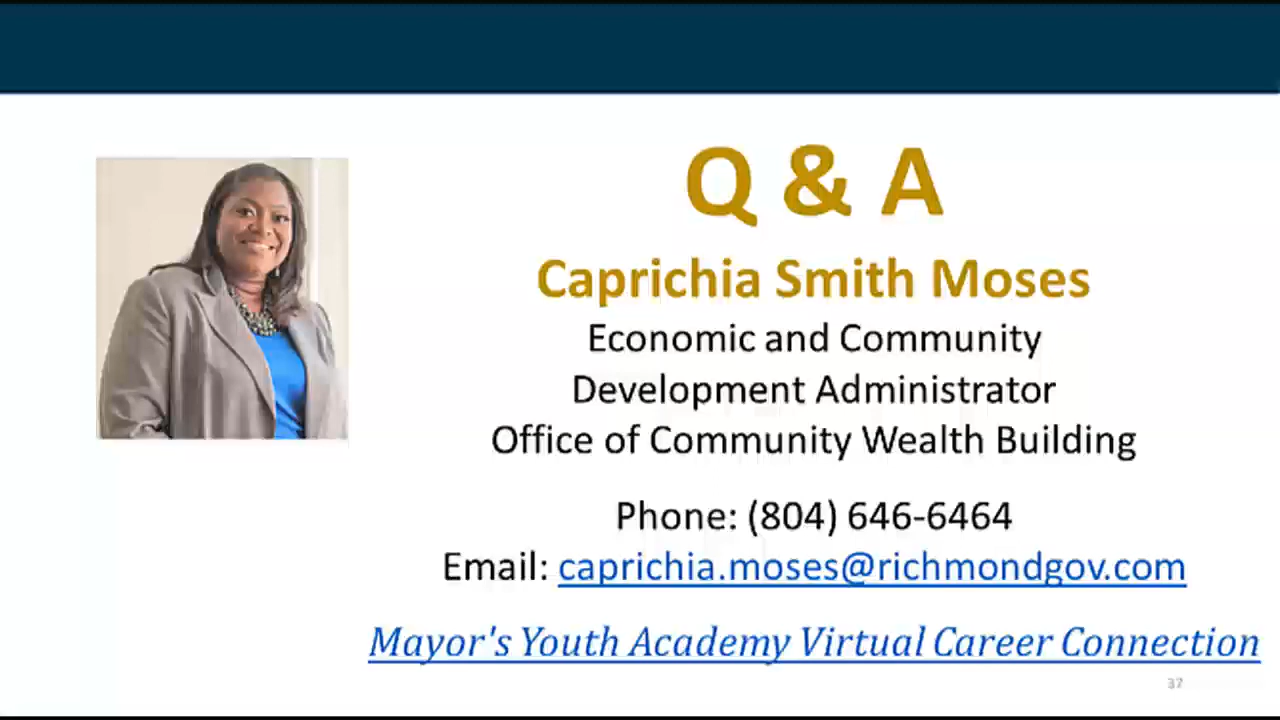 Q & A
Caprichia Smith Moses
Economic and Community
Development Administrator
Office of Community Wealth Building
Phone: (804) 646-6464
Email: caprichia.moses@richmondgov.com
Mayor's Youth Academy Virtual Career Connection
37